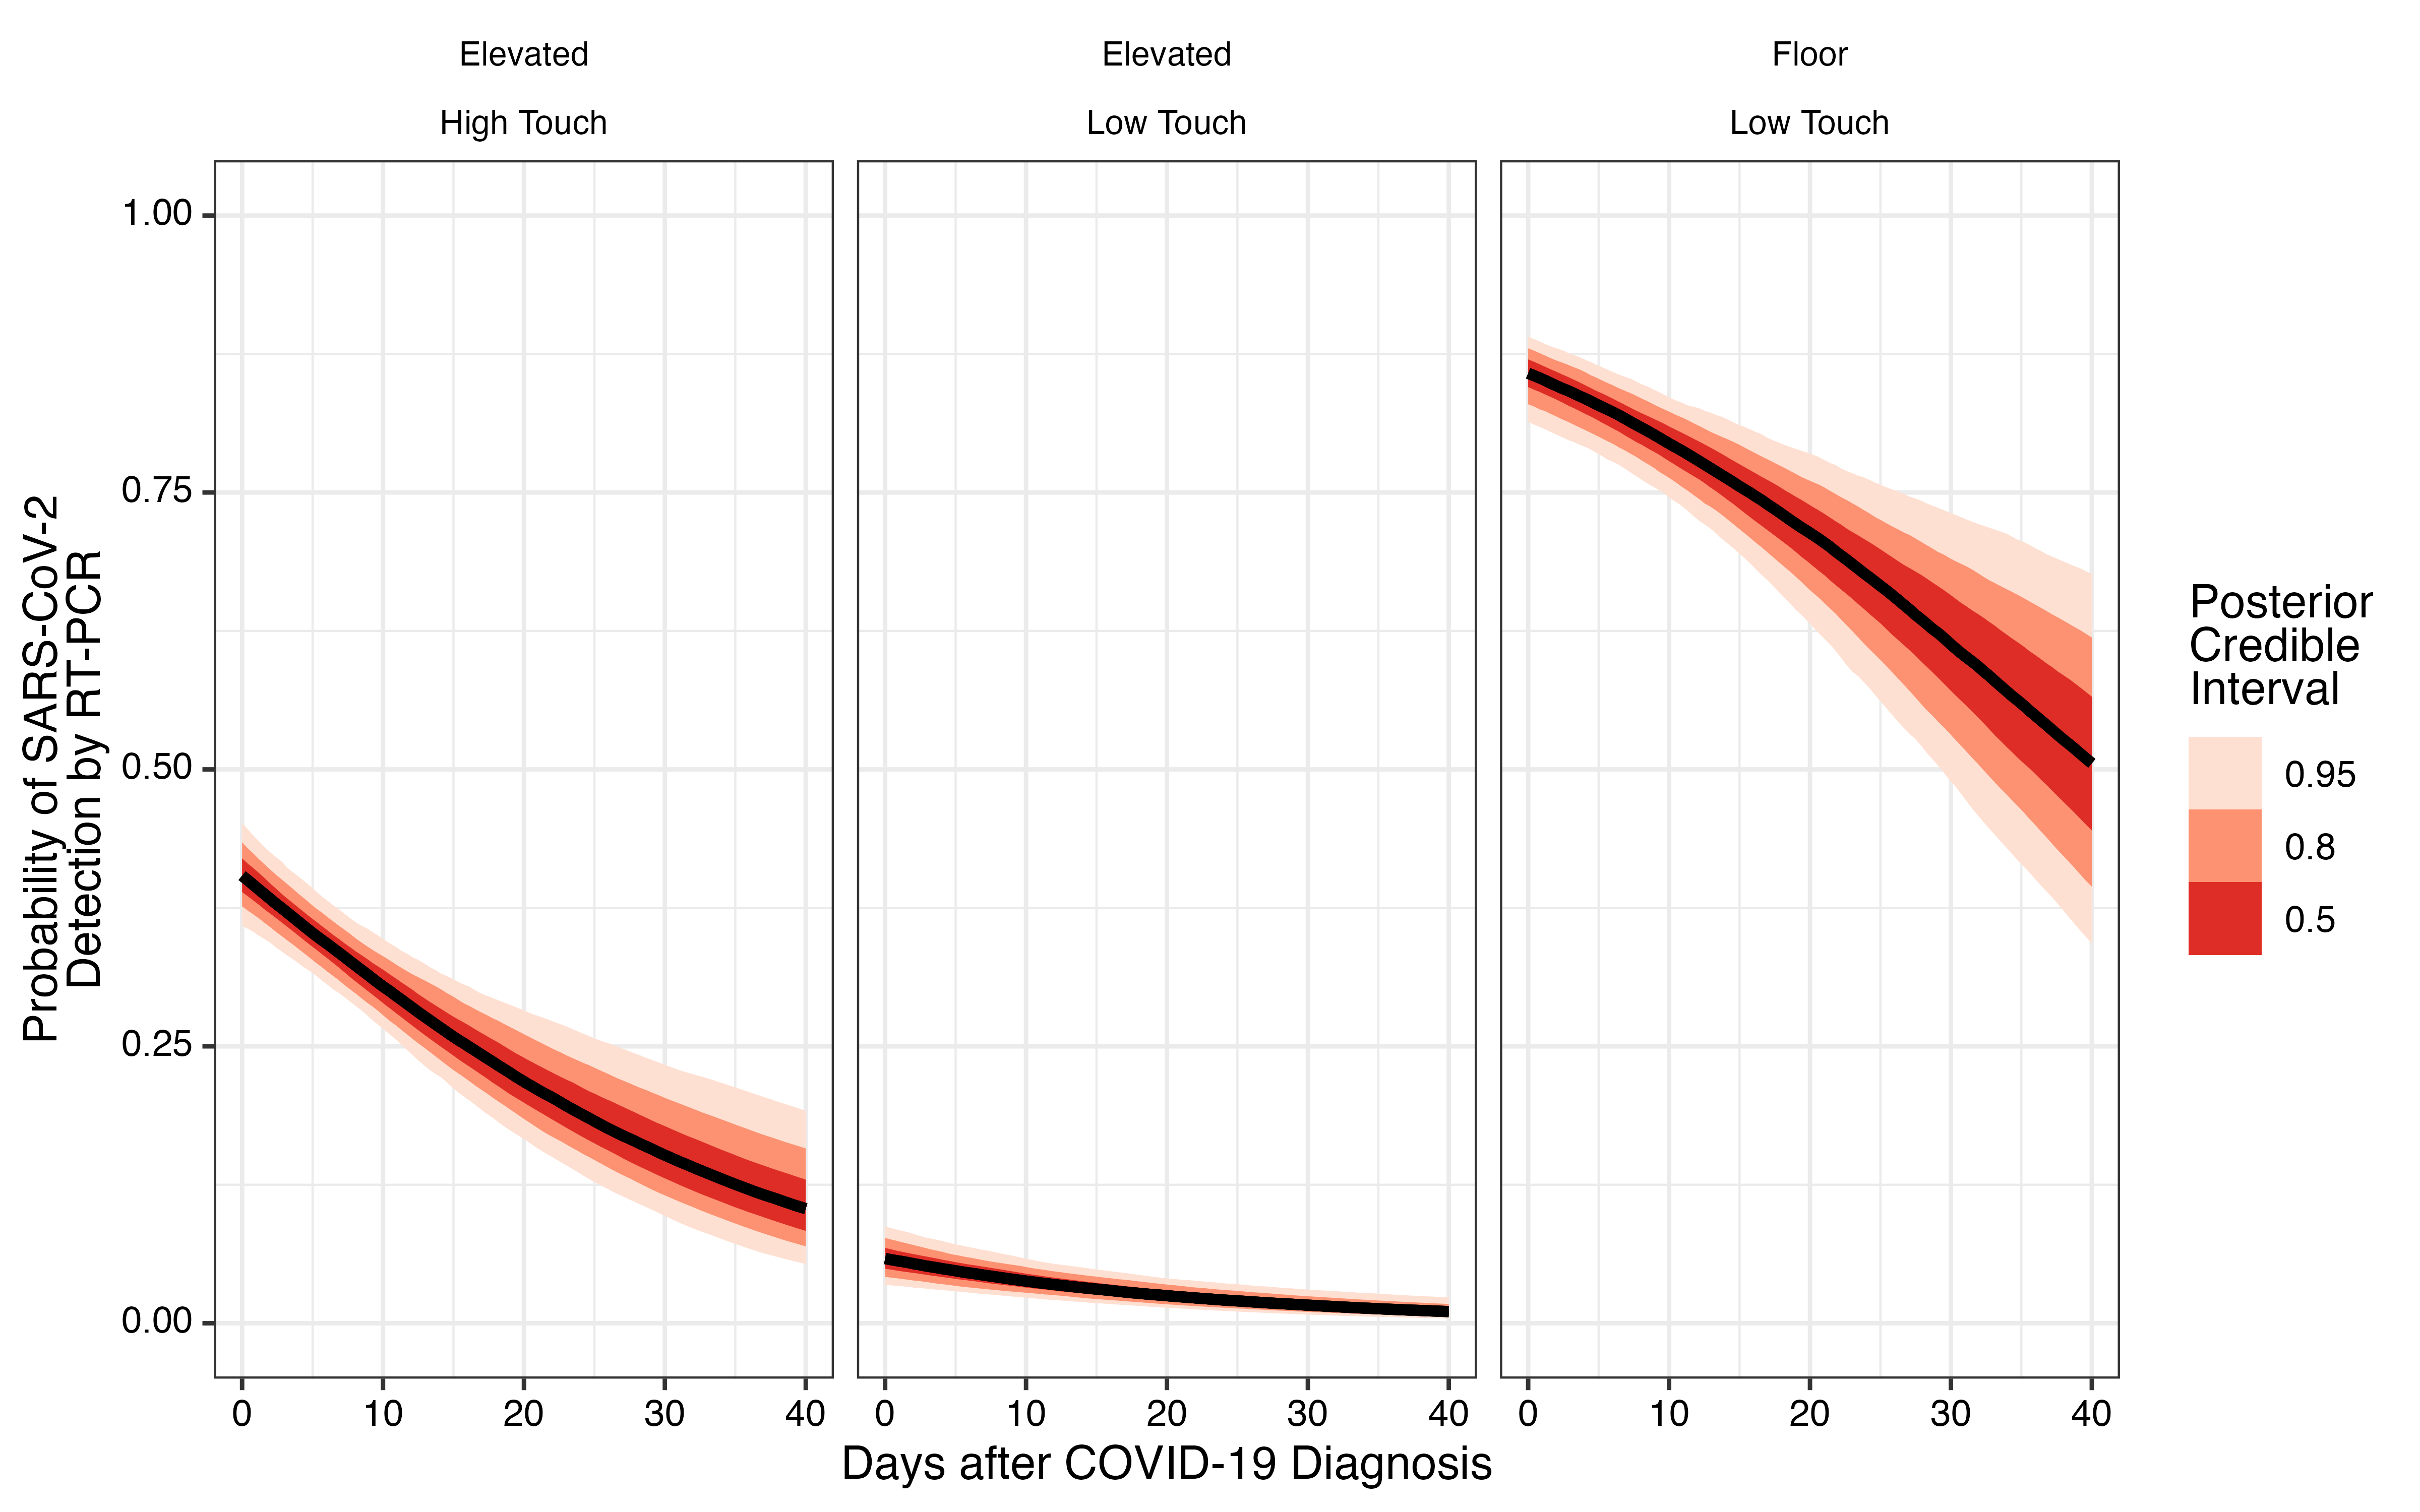 Elevated
High Touch
Elevated
Low Touch
Floor
Low Touch
Probability of SARS-CoV-2
Detection by RT-PCR
1.00
0.75
0.50
0.25
0.00
0 10 20 30 40
0 10 20 30 40
0 10 20 30 40
Days after COVID-19 Diagnosis
Posterior
Credible
Interval
0.95
0.8
0.5